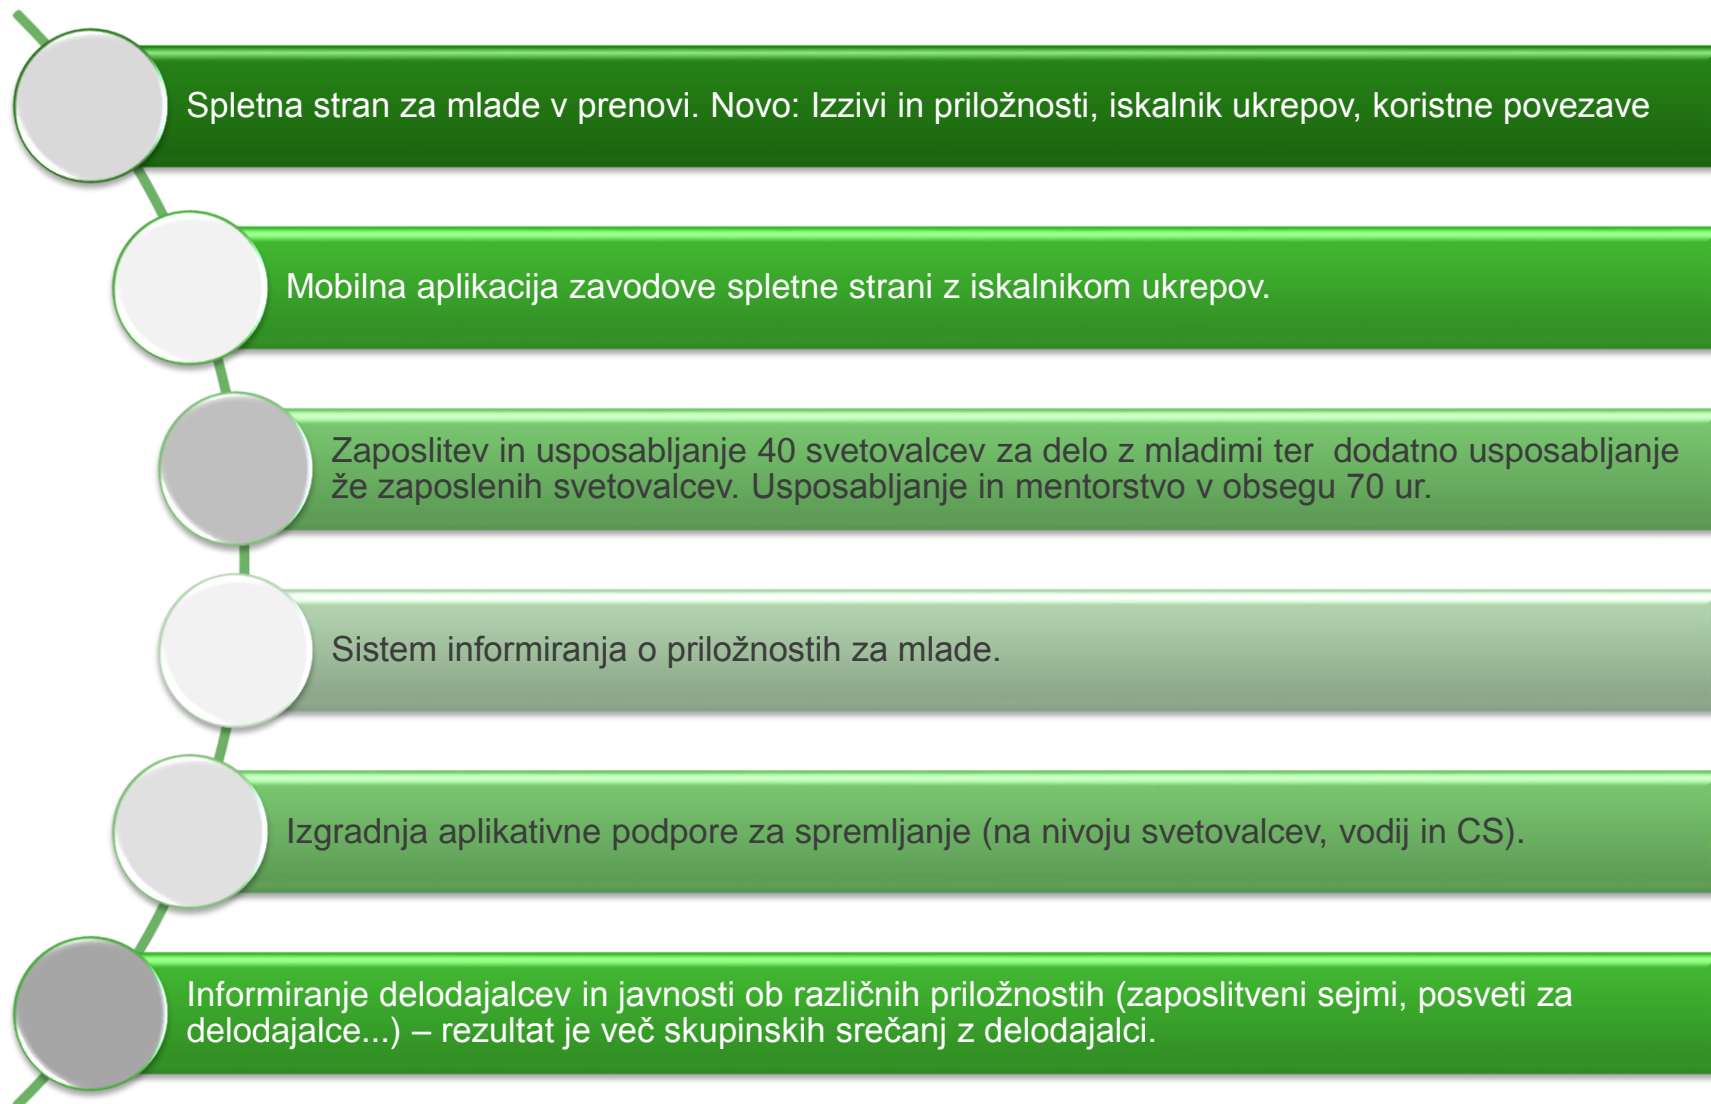 Spletna stran za mlade v prenovi. Novo: Izzivi in priložnosti, iskalnik ukrepov, koristne povezave
Mobilna aplikacija zavodove spletne strani z iskalnikom ukrepov.
Zaposlitev in usposabljanje 40 svetovalcev za delo z mladimi ter  dodatno usposabljanje
že zaposlenih svetovalcev. Usposabljanje in mentorstvo v obsegu 70 ur.
Sistem informiranja o priložnostih za mlade.
Izgradnja aplikativne podpore za spremljanje (na nivoju svetovalcev, vodij in CS).
Informiranje delodajalcev in javnosti ob različnih priložnostih (zaposlitveni sejmi, posveti za
delodajalce...) – rezultat je več skupinskih srečanj z delodajalci.